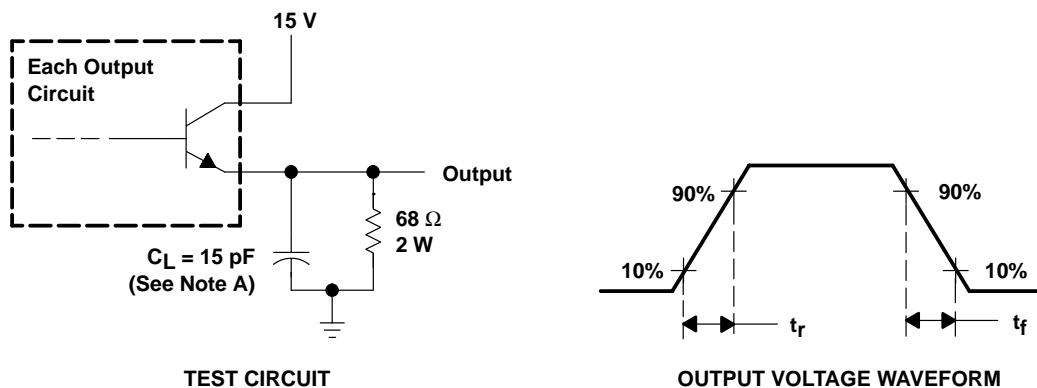 15 V
Each Output
Circuit
Output
68 Ω
2 W
C_L = 15 pF
(See Note A)
TEST CIRCUIT
90%
90%
10%
10%
t_r
t_f
OUTPUT VOLTAGE WAVEFORM